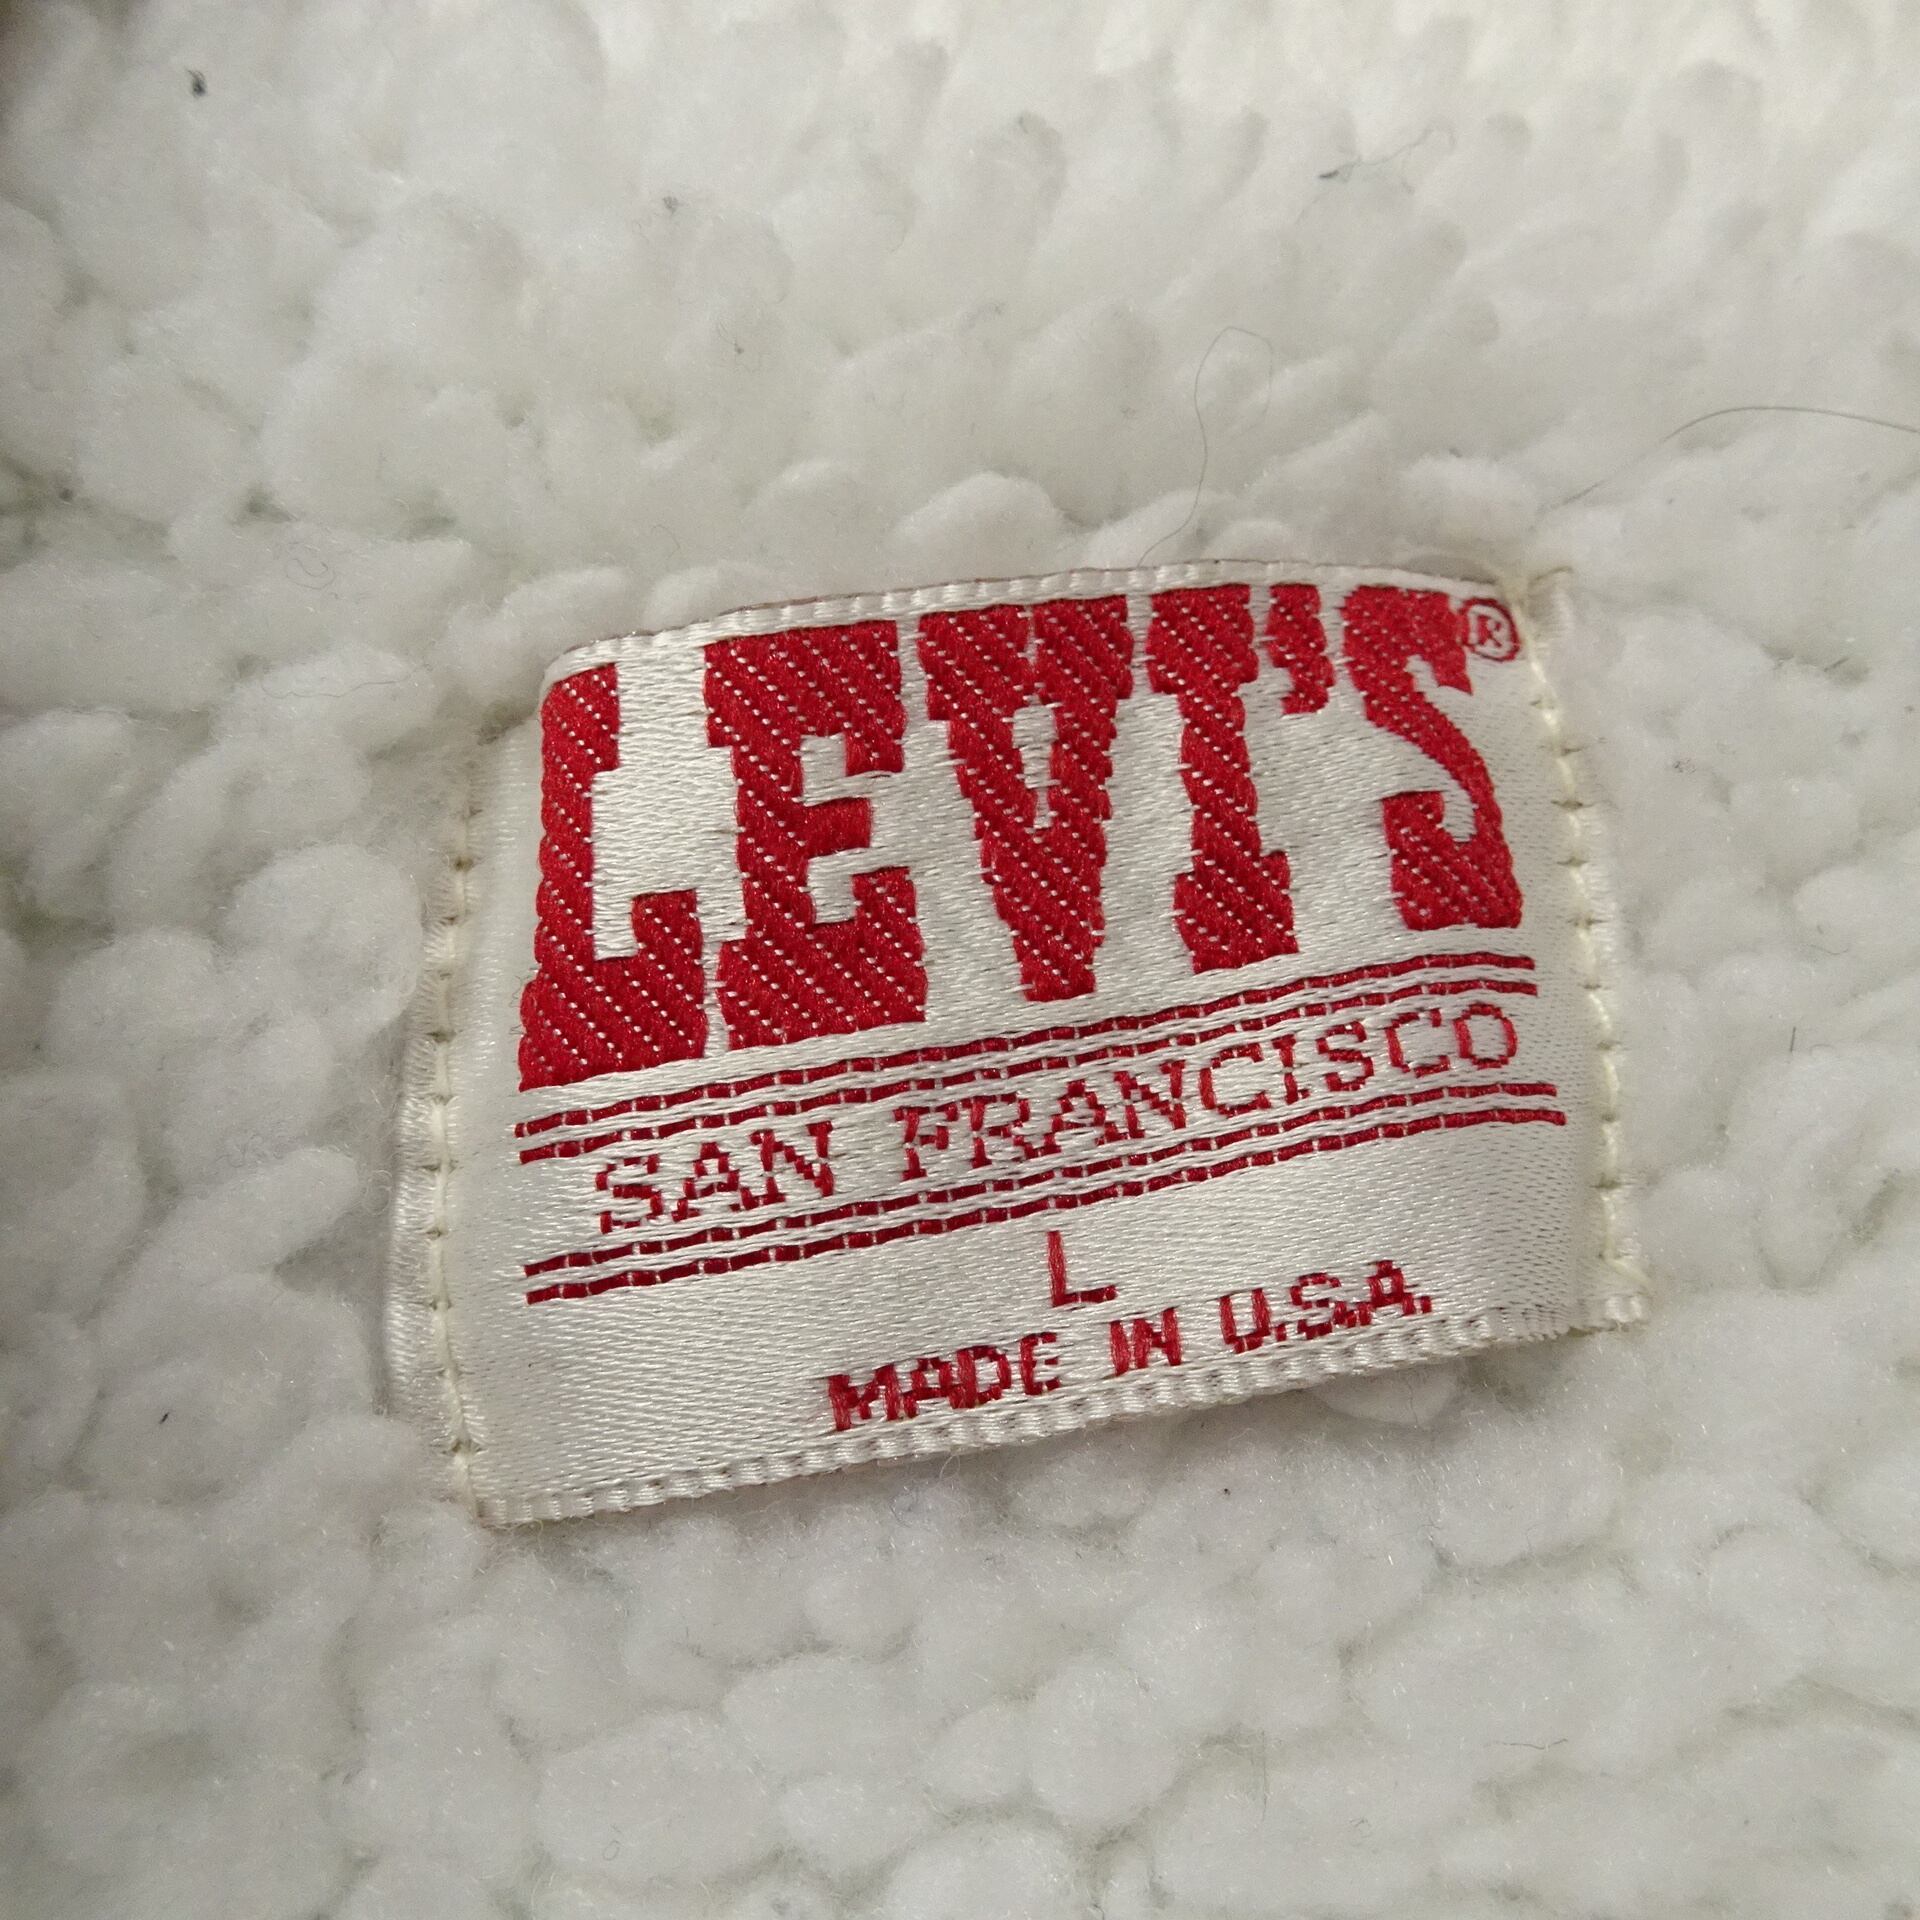 LEVI'S®
SAN FRANCISCO
L
MADE IN U.S.A.